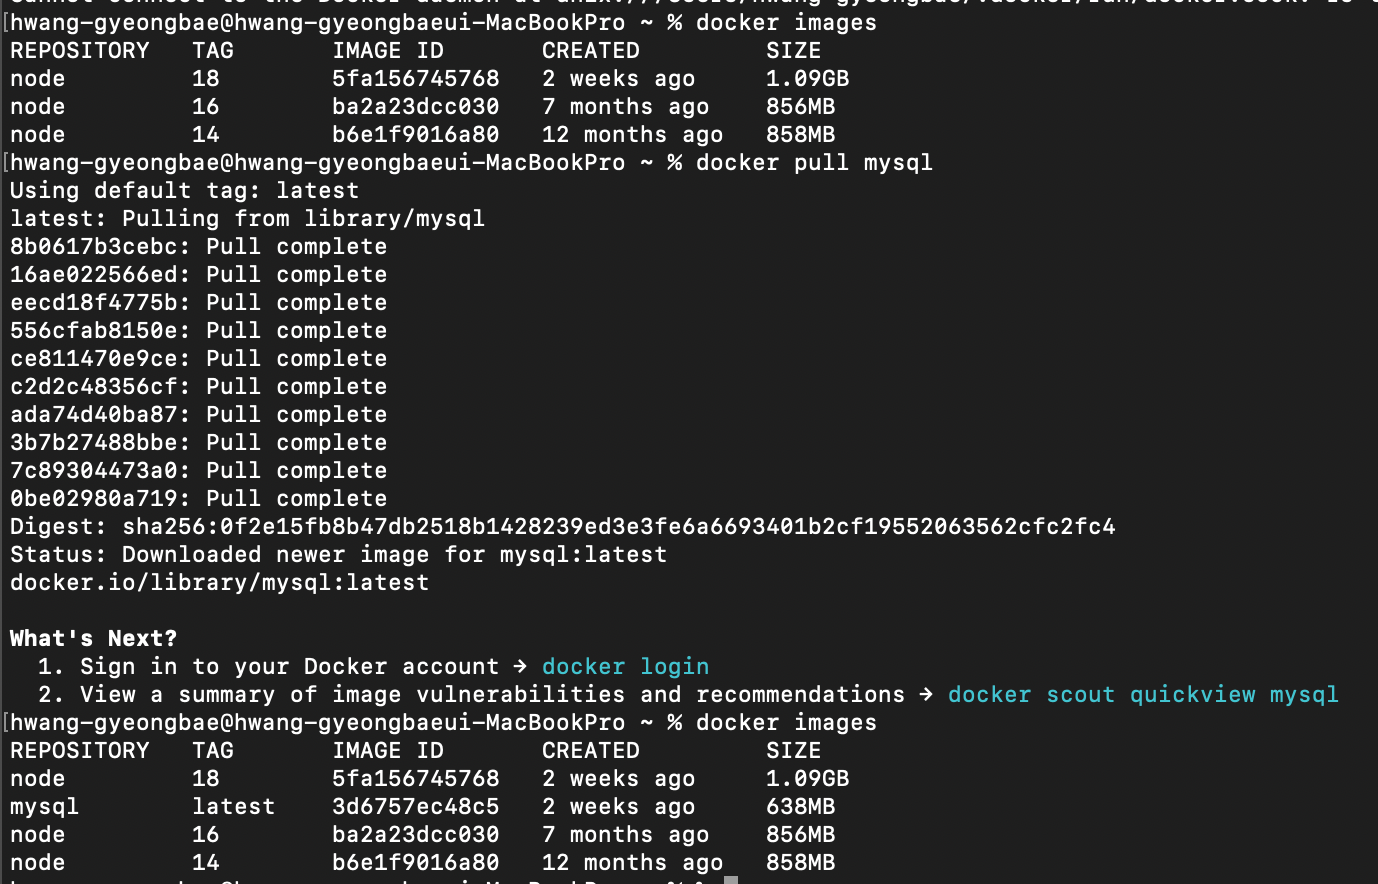 Cannot connect to the Docker daemon at
[hwang-gyeongbae@hwang-gyeongbaeui-MacBookPro ~ % docker images
REPOSITORY   TAG       IMAGE ID       CREATED         SIZE
node         18        5fa156745768   2 weeks ago     1.09GB
node         16        ba2a23dcc030   7 months ago    856MB
node         14        b6e1f9016a80   12 months ago   858MB
[hwang-gyeongbae@hwang-gyeongbaeui-MacBookPro ~ % docker pull mysql
Using default tag: latest
latest: Pulling from library/mysql
8b0617b3cebc: Pull complete
16ae022566ed: Pull complete
eecd18f4775b: Pull complete
556cfab8150e: Pull complete
ce811470e9ce: Pull complete
c2d2c48356cf: Pull complete
ada74d40ba87: Pull complete
3b7b27488bbe: Pull complete
7c89304473a0: Pull complete
0be02980a719: Pull complete
Digest: sha256:0f2e15fb8b47db2518b1428239ed3e3fe6a6693401b2cf19552063562cfc2fc4
Status: Downloaded newer image for mysql:latest
docker.io/library/mysql:latest
What's Next?
  1. Sign in to your Docker account → docker login
  2. View a summary of image vulnerabilities and recommendations → docker scout quickview mysql
[hwang-gyeongbae@hwang-gyeongbaeui-MacBookPro ~ % docker images
REPOSITORY   TAG       IMAGE ID       CREATED         SIZE
node         18        5fa156745768   2 weeks ago     1.09GB
mysql        latest    3d6757ec48c5   2 weeks ago     638MB
node         16        ba2a23dcc030   7 months ago    856MB
node         14        b6e1f9016a80   12 months ago   858MB